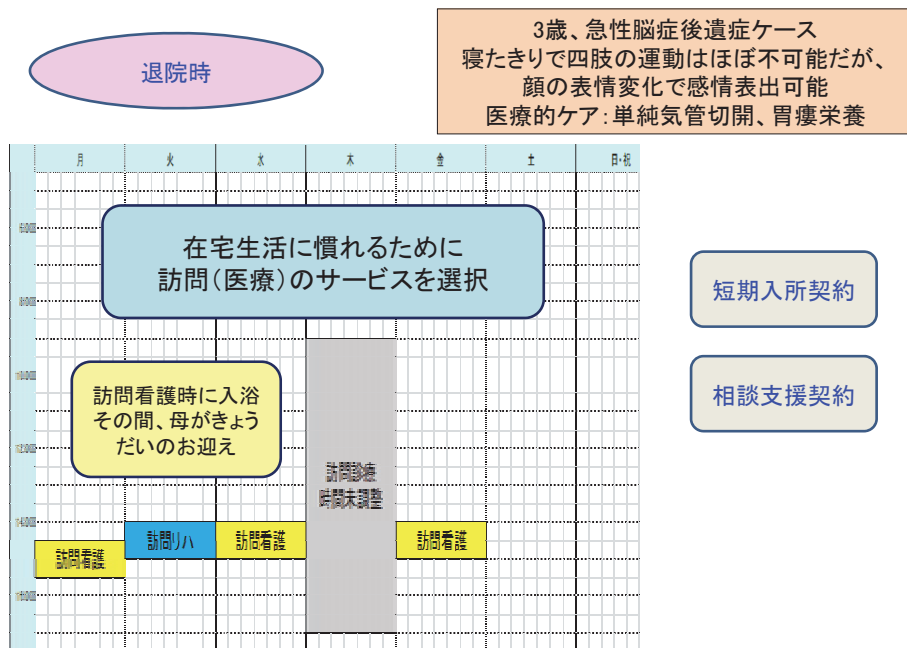 退院時
3歳、急性脳症後遺症ケース
寝たきりで四肢の運動はほぼ不可能だが、
顔の表情変化で感情表出可能
医療的ケア:単純気管切開、胃瘻栄養
月 火 水 木 金 土 日・祝
在宅生活に慣れるために
訪問(医療)のサービスを選択
短期入所契約
相談支援契約
訪問看護時に入浴
その間、母がきょう
だいのお迎え
訪問診療
時間未調整
訪問看護
訪問リハ
訪問看護
訪問看護